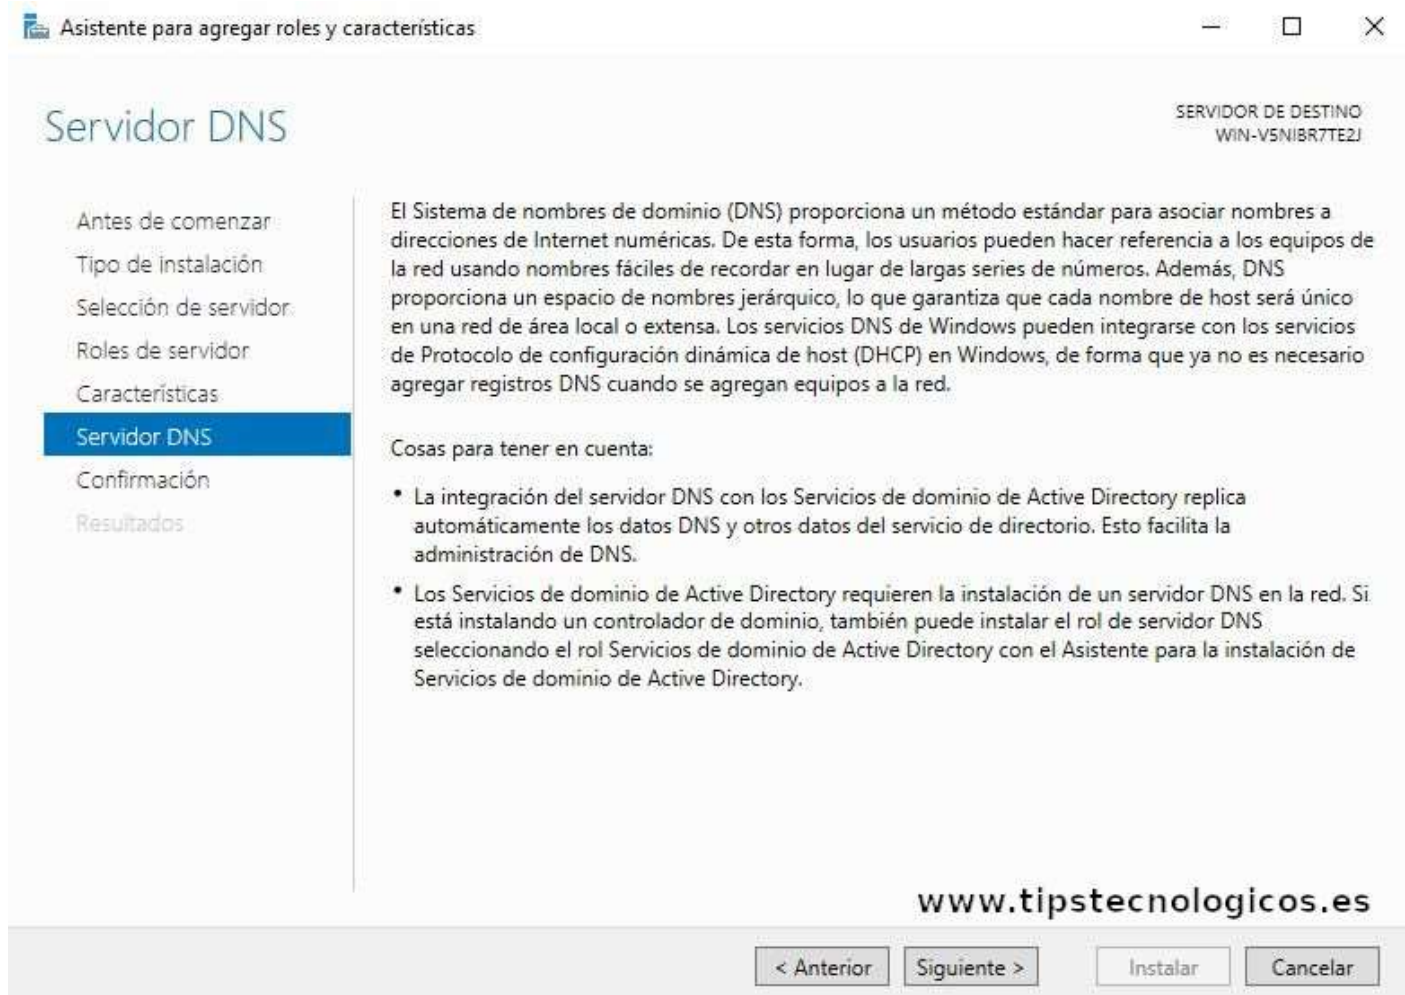 Asistente para agregar roles y características
Servidor DNS
SERVIDOR DE DESTINO
WIN-V5NIBR7TE2J
Antes de comenzar
Tipo de instalación
Selección de servidor
Roles de servidor
Características
Servidor DNS
Confirmación
Resultados
El Sistema de nombres de dominio (DNS) proporciona un método estándar para asociar nombres a
direcciones de Internet numéricas. De esta forma, los usuarios pueden hacer referencia a los equipos de
la red usando nombres fáciles de recordar en lugar de largas series de números. Además, DNS
proporciona un espacio de nombres jerárquico, lo que garantiza que cada nombre de host será único
en una red de área local o extensa. Los servicios DNS de Windows pueden integrarse con los servicios
de Protocolo de configuración dinámica de host (DHCP) en Windows, de forma que ya no es necesario
agregar registros DNS cuando se agregan equipos a la red.
Cosas para tener en cuenta:
• La integración del servidor DNS con los Servicios de dominio de Active Directory replica
automáticamente los datos DNS y otros datos del servicio de directorio. Esto facilita la
administración de DNS.
• Los Servicios de dominio de Active Directory requieren la instalación de un servidor DNS en la red. Si
está instalando un controlador de dominio, también puede instalar el rol de servidor DNS
seleccionando el rol Servicios de dominio de Active Directory con el Asistente para la instalación de
Servicios de dominio de Active Directory.
www.tipstecnologicos.es
< Anterior
Siguiente >
Instalar
Cancelar